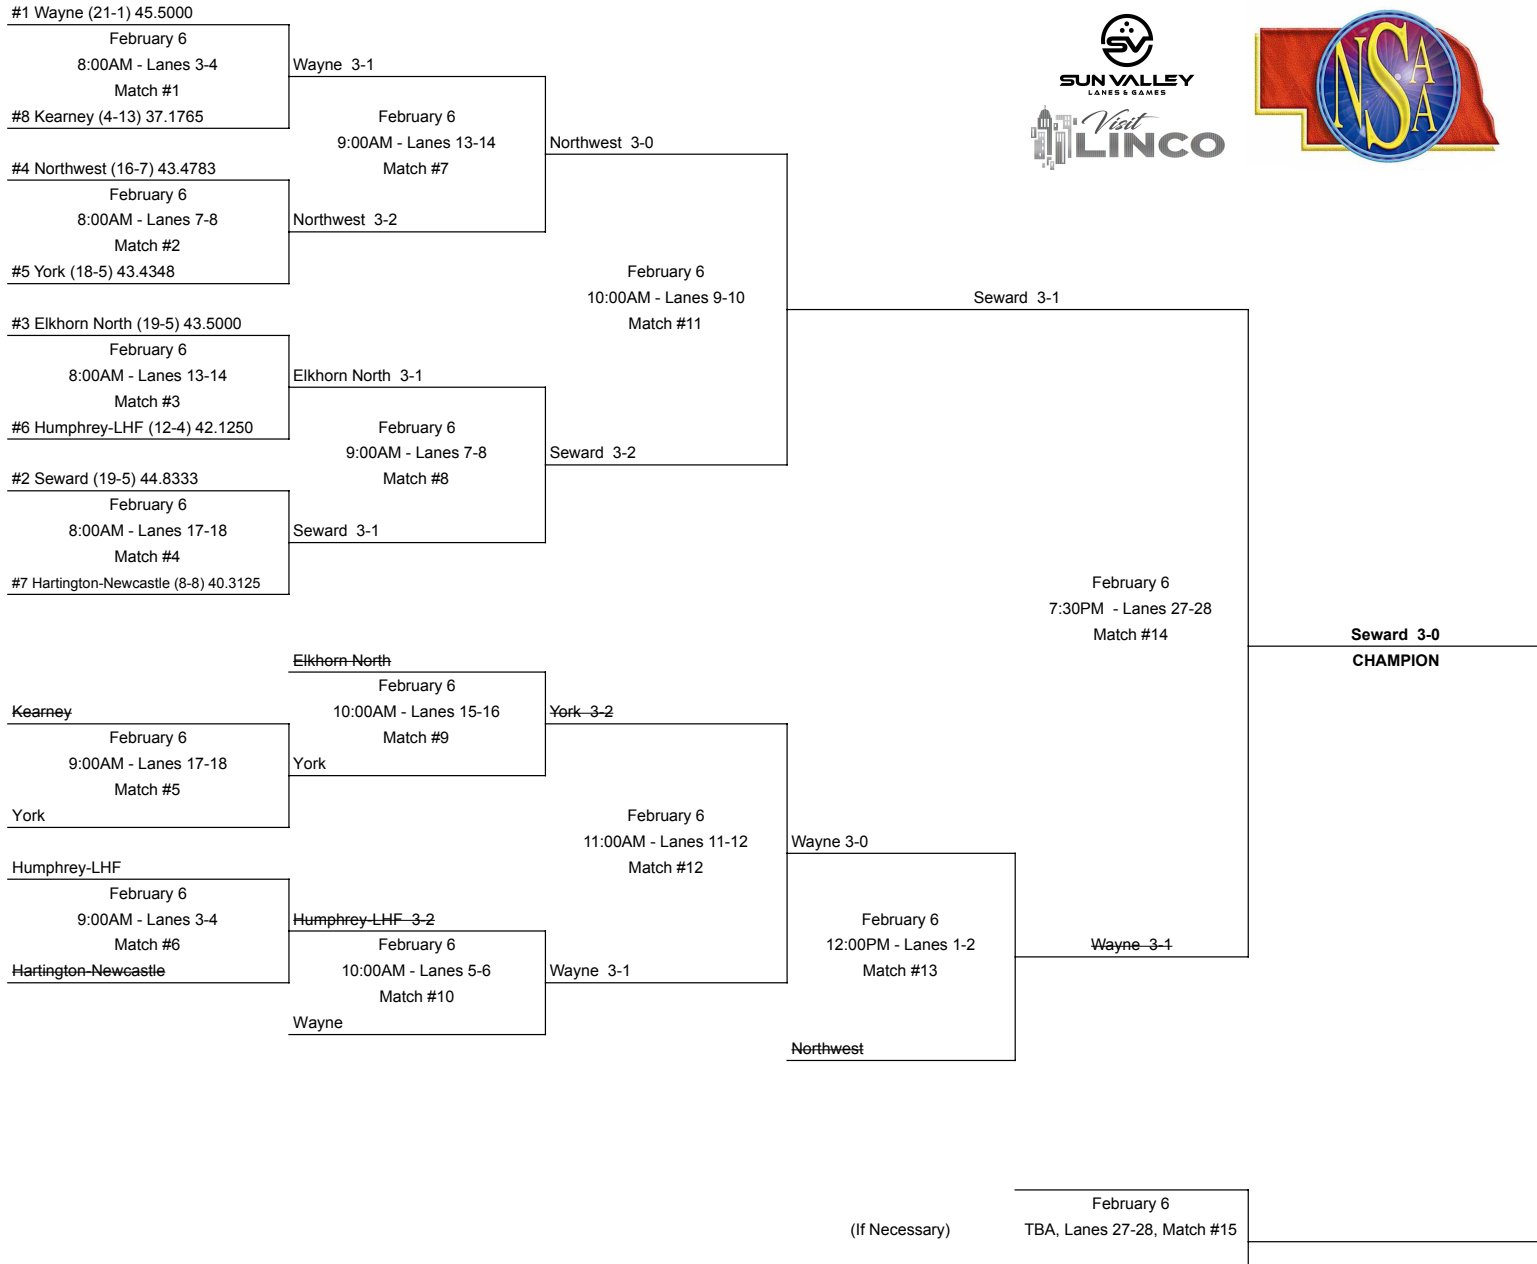 #1 Wayne (21-1) 45.5000
February 6
8:00AM - Lanes 3-4
Match #1
#8 Kearney (4-13) 37.1765
Wayne  3-1
February 6
9:00AM - Lanes 13-14
Match #7
#4 Northwest (16-7) 43.4783
February 6
8:00AM - Lanes 7-8
Match #2
#5 York (18-5) 43.4348
Northwest  3-2
Northwest  3-0
February 6
10:00AM - Lanes 9-10
Match #11
#3 Elkhorn North (19-5) 43.5000
February 6
8:00AM - Lanes 13-14
Match #3
#6 Humphrey-LHF (12-4) 42.1250
Elkhorn North  3-1
February 6
9:00AM - Lanes 7-8
Match #8
#2 Seward (19-5) 44.8333
February 6
8:00AM - Lanes 17-18
Match #4
#7 Hartington-Newcastle (8-8) 40.3125
Seward  3-1
Seward  3-2
Seward  3-1
SV
SUN VALLEY
LANES & GAMES
Visit
LINCO
NSAA
February 6
7:30PM  - Lanes 27-28
Match #14
Seward  3-0
CHAMPION
Elkhorn North
February 6
10:00AM - Lanes 15-16
Match #9
York
Kearney
February 6
9:00AM - Lanes 17-18
Match #5
York
York  3-2
February 6
11:00AM - Lanes 11-12
Match #12
Humphrey-LHF
February 6
9:00AM - Lanes 3-4
Match #6
Hartington-Newcastle
Humphrey-LHF  3-2
February 6
10:00AM - Lanes 5-6
Match #10
Wayne
Wayne  3-1
Wayne 3-0
February 6
12:00PM - Lanes 1-2
Match #13
Northwest
Wayne  3-1
(If Necessary)
February 6
TBA, Lanes 27-28, Match #15